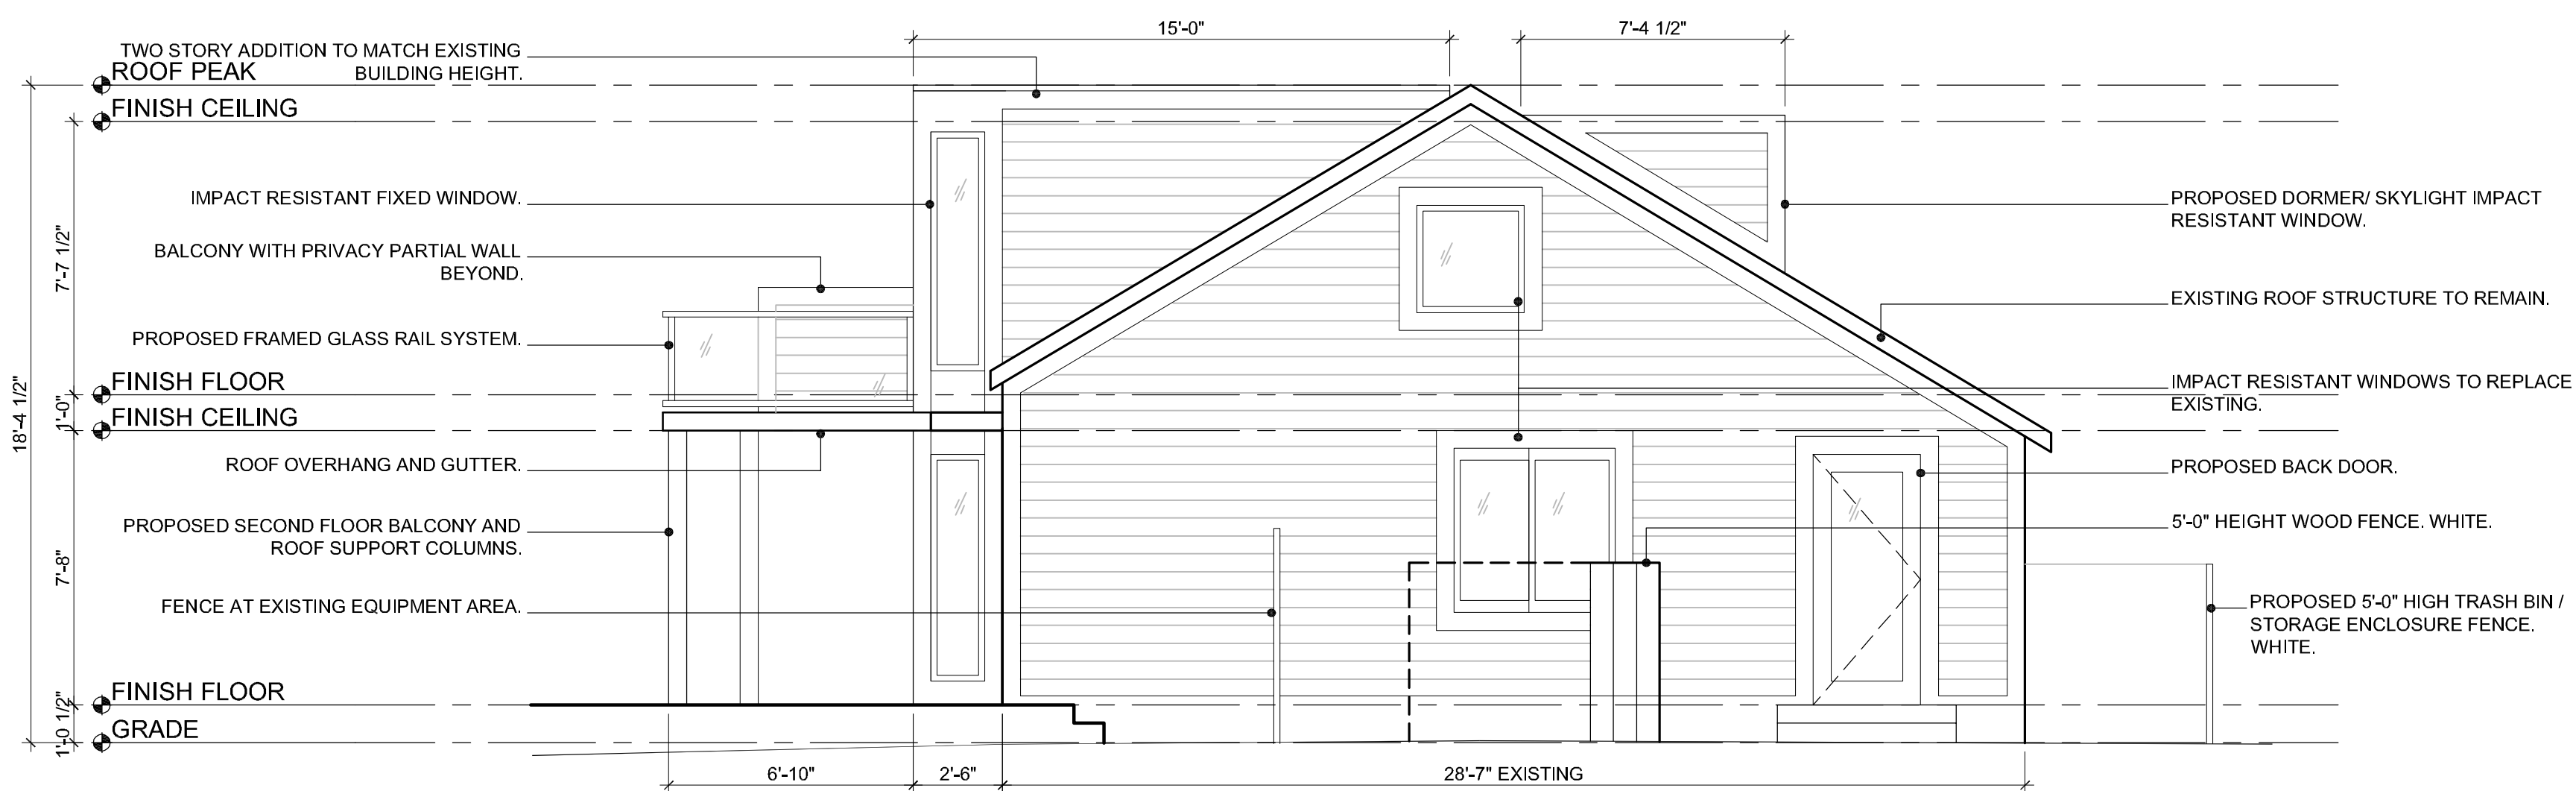 15'-0"
7'-4 1/2"
TWO STORY ADDITION TO MATCH EXISTING
BUILDING HEIGHT.
ROOF PEAK
FINISH CEILING
IMPACT RESISTANT FIXED WINDOW.
BALCONY WITH PRIVACY PARTIAL WALL
BEYOND.
PROPOSED FRAMED GLASS RAIL SYSTEM.
FINISH FLOOR
FINISH CEILING
ROOF OVERHANG AND GUTTER.
PROPOSED SECOND FLOOR BALCONY AND
ROOF SUPPORT COLUMNS.
FENCE AT EXISTING EQUIPMENT AREA.
FINISH FLOOR
GRADE
18'-4 1/2"
7'-7 1/2"
1'-0"
7'-8"
1'-0 1/2"
PROPOSED DORMER/ SKYLIGHT IMPACT
RESISTANT WINDOW.
EXISTING ROOF STRUCTURE TO REMAIN.
IMPACT RESISTANT WINDOWS TO REPLACE
EXISTING.
PROPOSED BACK DOOR.
5'-0" HEIGHT WOOD FENCE. WHITE.
PROPOSED 5'-0" HIGH TRASH BIN /
STORAGE ENCLOSURE FENCE.
WHITE.
6'-10"
2'-6"
28'-7" EXISTING